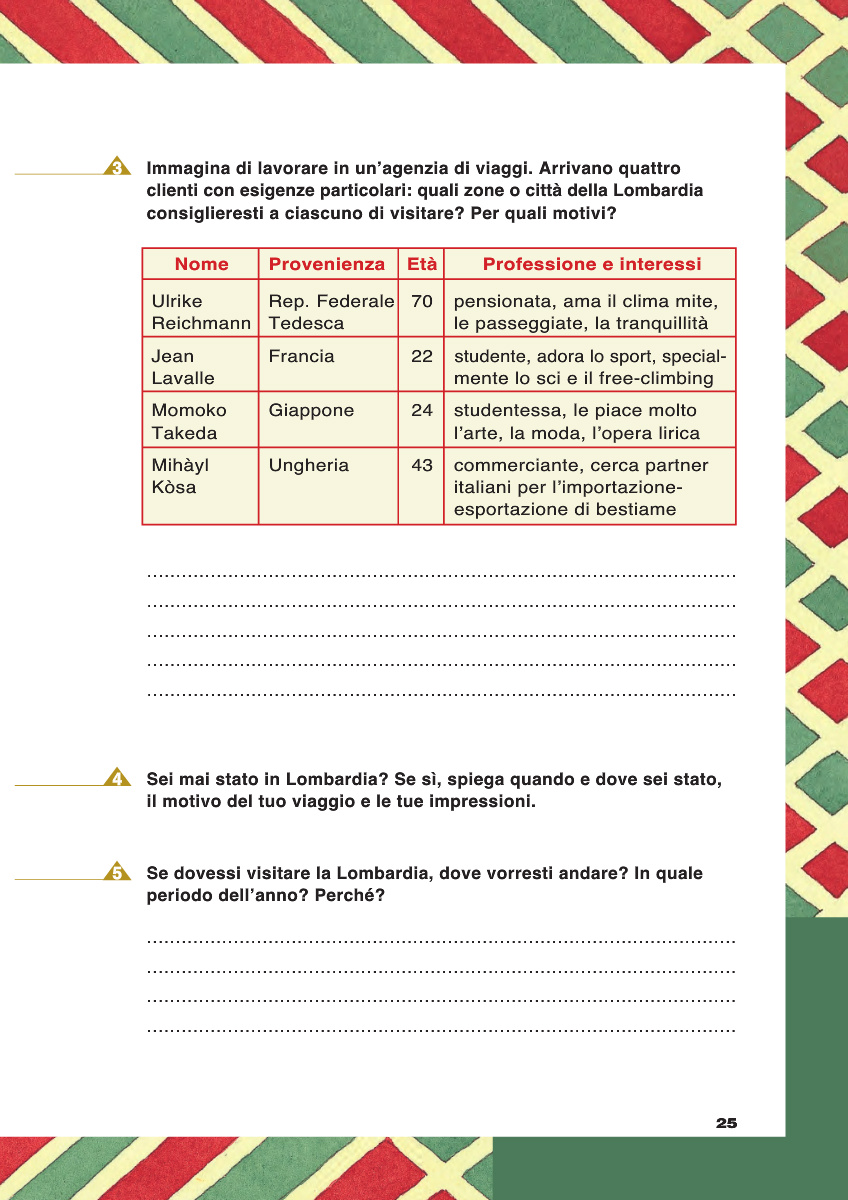 3 Immagina di lavorare in un'agenzia di viaggi. Arrivano quattro
clienti con esigenze particolari: quali zone o città della Lombardia
consiglieresti a ciascuno di visitare? Per quali motivi?
Nome Provenienza Età Professione e interessi
Ulrike Rep. Federale 70 pensionata, ama il clima mite,
Reichmann Tedesca le passeggiate, la tranquillità
Jean Francia 22 studente, adora lo sport, special-
Lavalle mente lo sci e il free-climbing
Momoko Giappone 24 studentessa, le piace molto
Takeda l'arte, la moda, l'opera lirica
Mihàyl Ungheria 43 commerciante, cerca partner
Kòsa italiani per l'importazione-
esportazione di bestiame
4 Sei mai stato in Lombardia? Se sì, spiega quando e dove sei stato,
il motivo del tuo viaggio e le tue impressioni.
5 Se dovessi visitare la Lombardia, dove vorresti andare? In quale
periodo dell'anno? Perché?
25